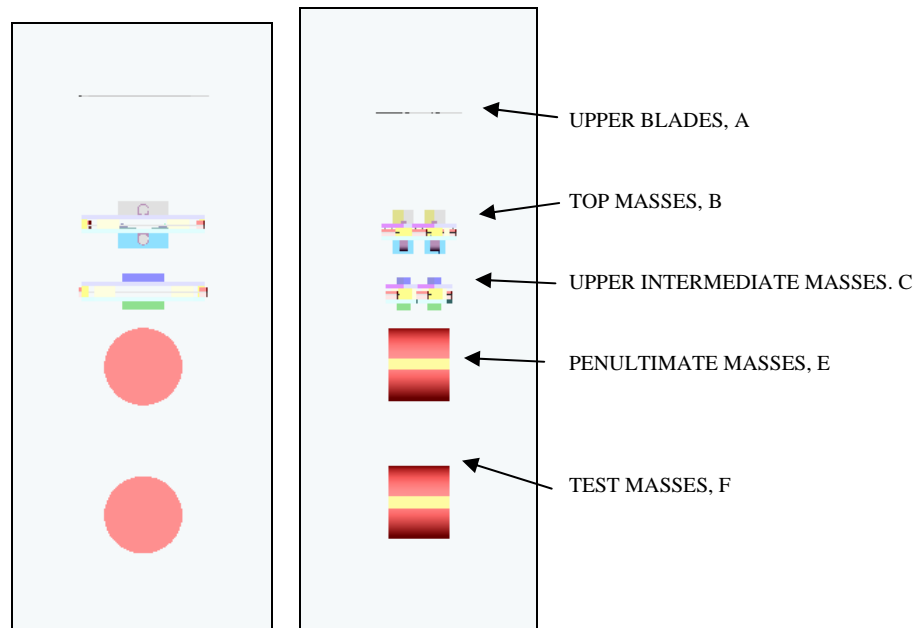 UPPER BLADES, A
TOP MASSES, B
UPPER INTERMEDIATE MASSES. C
PENULTIMATE MASSES, E
TEST MASSES, F